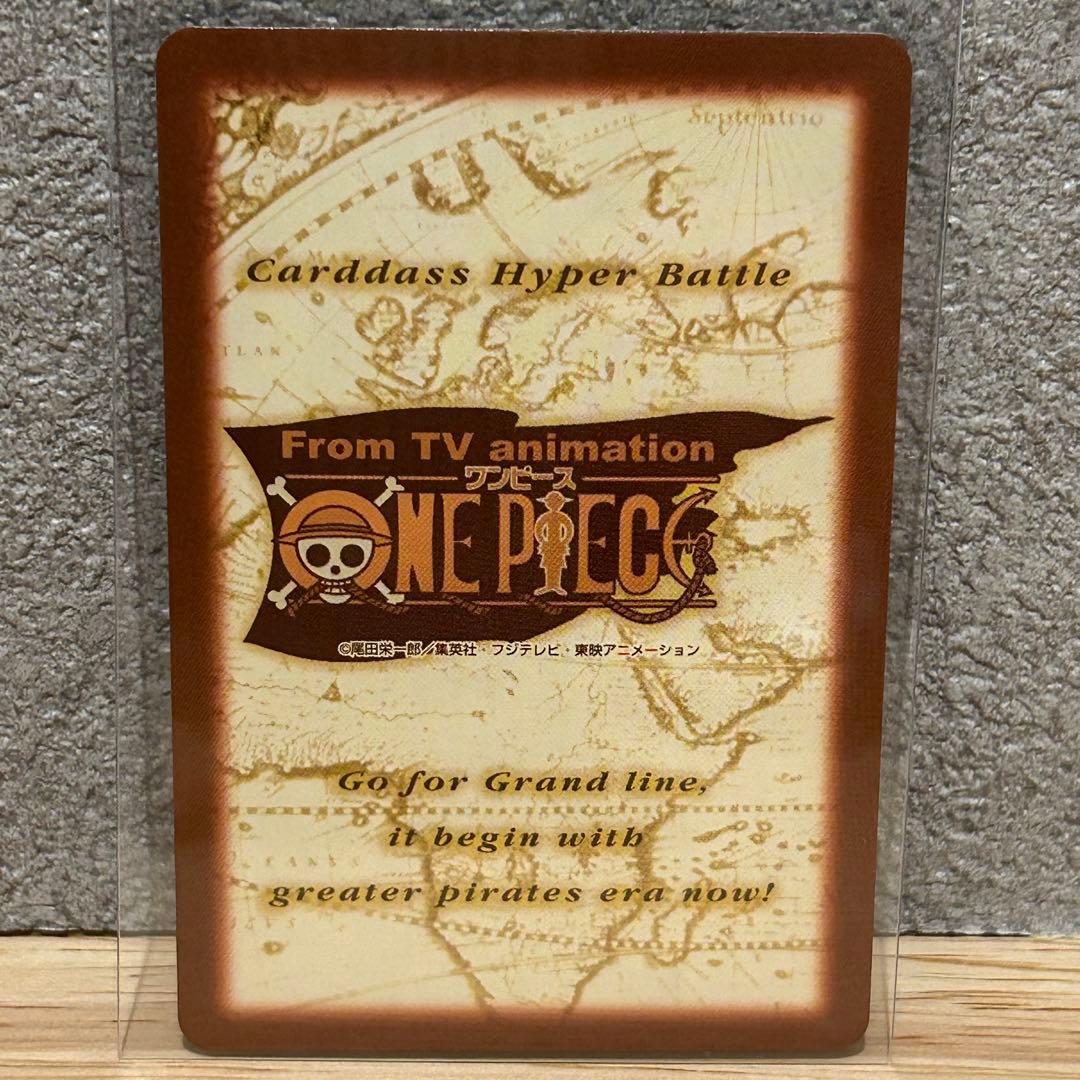 Septentrio
Carddass Hyper Battle
TLAN
From TV animation
ワンピース
ONE PIECE
©尾田栄一郎／集英社・フジテレビ・東映アニメーション
Go for Grand line,
it begin with
greater pirates era now!